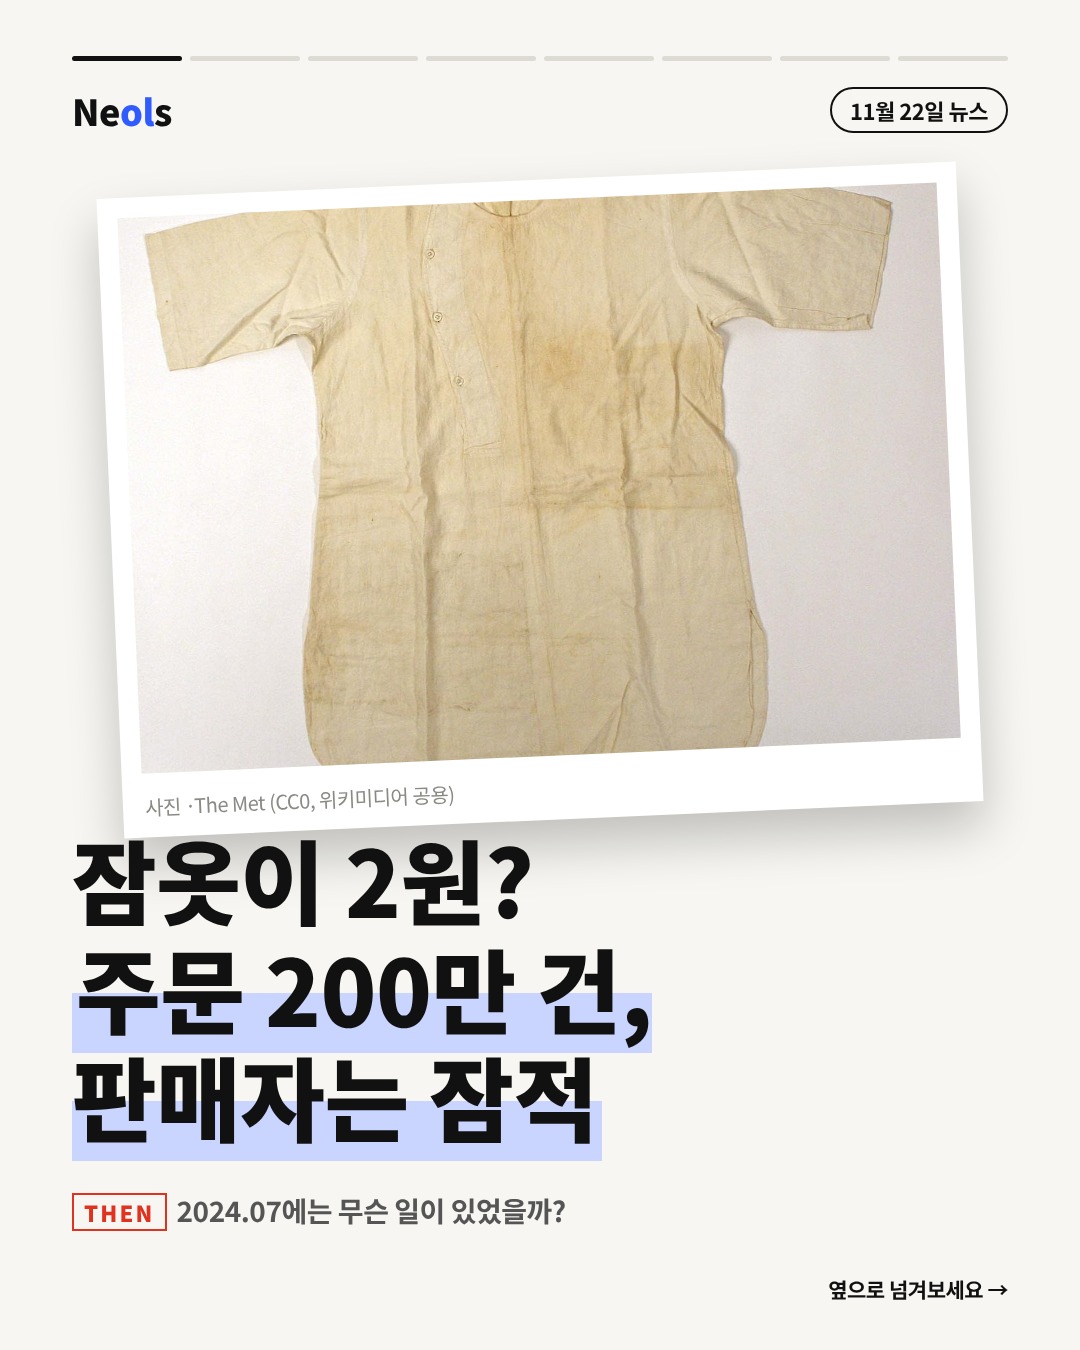 Neols
11월 22일 뉴스
사진 · The Met (CC0, 위키미디어 공용)
잠옷이 2원?
주문 200만 건,
판매자는 잠적
THEN 2024.07에는 무슨 일이 있었을까?
옆으로 넘겨보세요 →